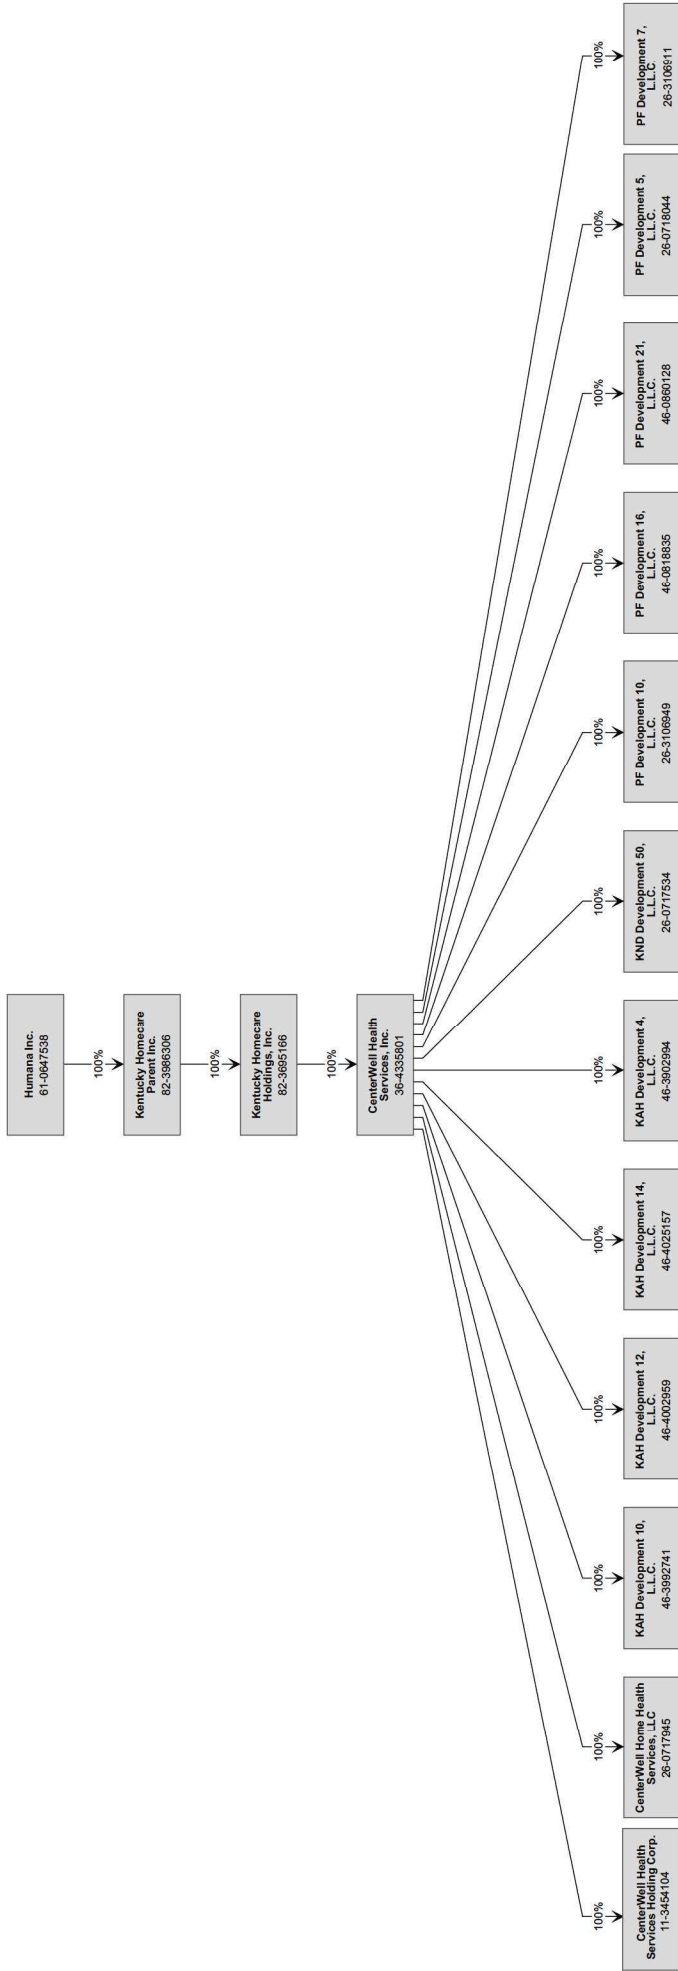 Humana Inc.
61-0647538
100%
Kentucky Homecare
Parent Inc.
82-3986306
100%
Kentucky Homecare
Holdings, Inc.
82-3695166
100%
CenterWell Health
Services, Inc.
36-4335801
100%
CenterWell Health
Services Holding Corp.
11-3454104
100%
CenterWell Home Health
Services, LLC
26-0717945
100%
KAH Development 10,
L.L.C.
46-3992741
100%
KAH Development 12,
L.L.C.
46-4002959
100%
KAH Development 14,
L.L.C.
46-4025157
100%
KAH Development 4,
L.L.C.
46-3902994
100%
KND Development 50,
L.L.C.
26-0717534
100%
PF Development 10,
L.L.C.
26-3106949
100%
PF Development 16,
L.L.C.
46-0818835
100%
PF Development 21,
L.L.C.
46-0860128
100%
PF Development 5,
L.L.C.
26-0718044
100%
PF Development 7,
L.L.C.
26-3106911